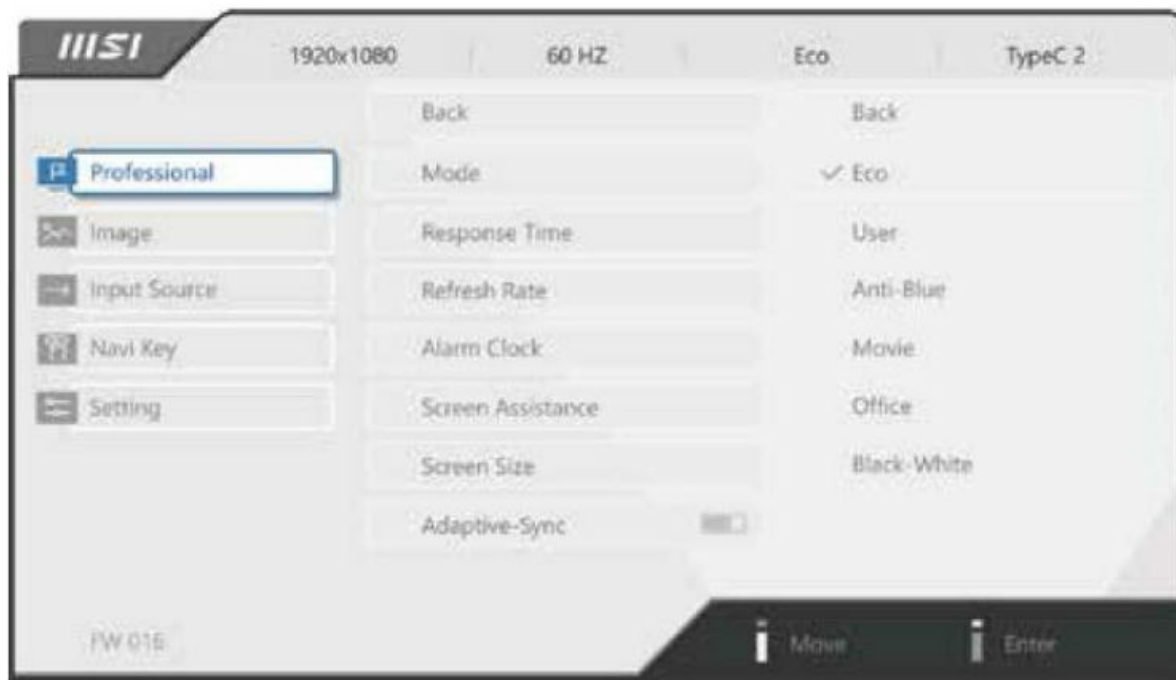 msi
1920x1080 60 HZ Eco TypeC 2
Professional
Image
Input Source
Navi Key
Setting
Back
Mode
Response Time
Refresh Rate
Alarm Clock
Screen Assistance
Screen Size
Adaptive-Sync
Back
Eco
User
Anti-Blue
Movie
Office
Black-White
FW 016
Move
Enter